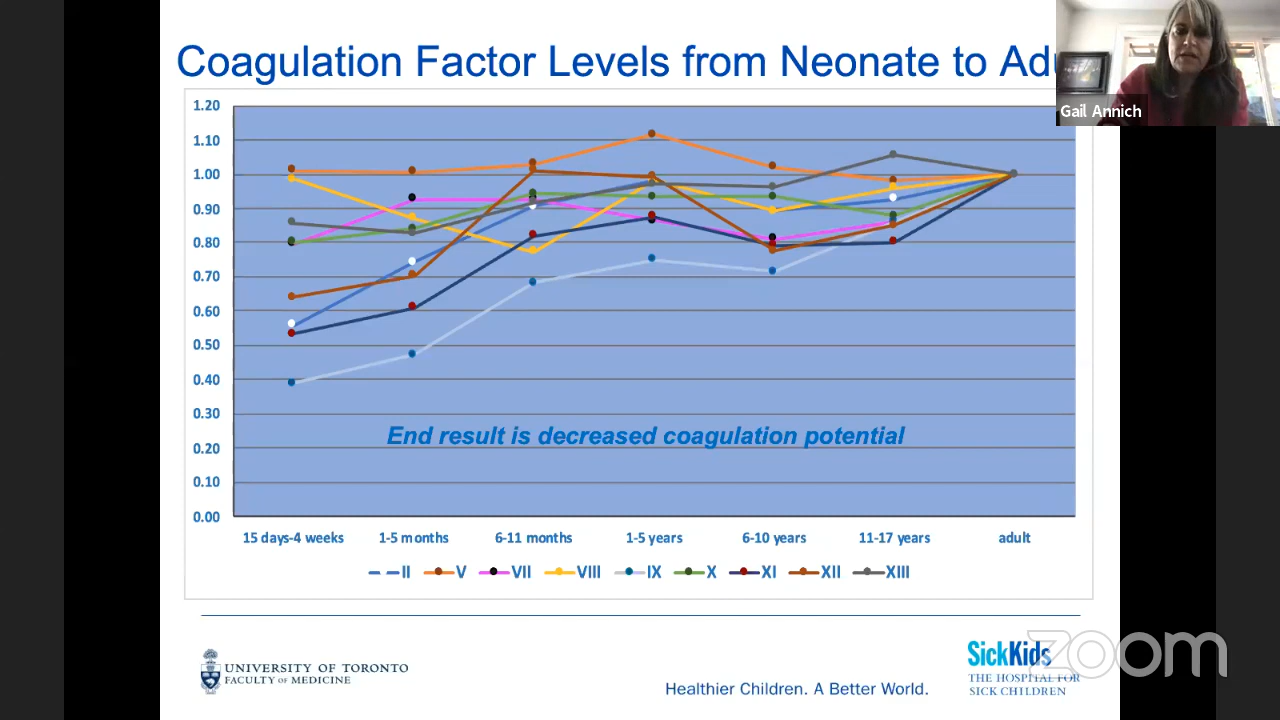 Coagulation Factor Levels from Neonate to Adu
Gail Annich
1.20
1.10
1.00
0.90
0.80
0.70
0.60
0.50
0.40
0.30
0.20
0.10
0.00
End result is decreased coagulation potential
15 days-4 weeks 1-5 months 6-11 months 1-5 years 6-10 years 11-17 years adult
II V VII VIII IX X XI XII XIII
UNIVERSITY OF TORONTO
FACULTY OF MEDICINE
Healthier Children. A Better World.
SickKids
THE HOSPITAL FOR
SICK CHILDREN
zoom